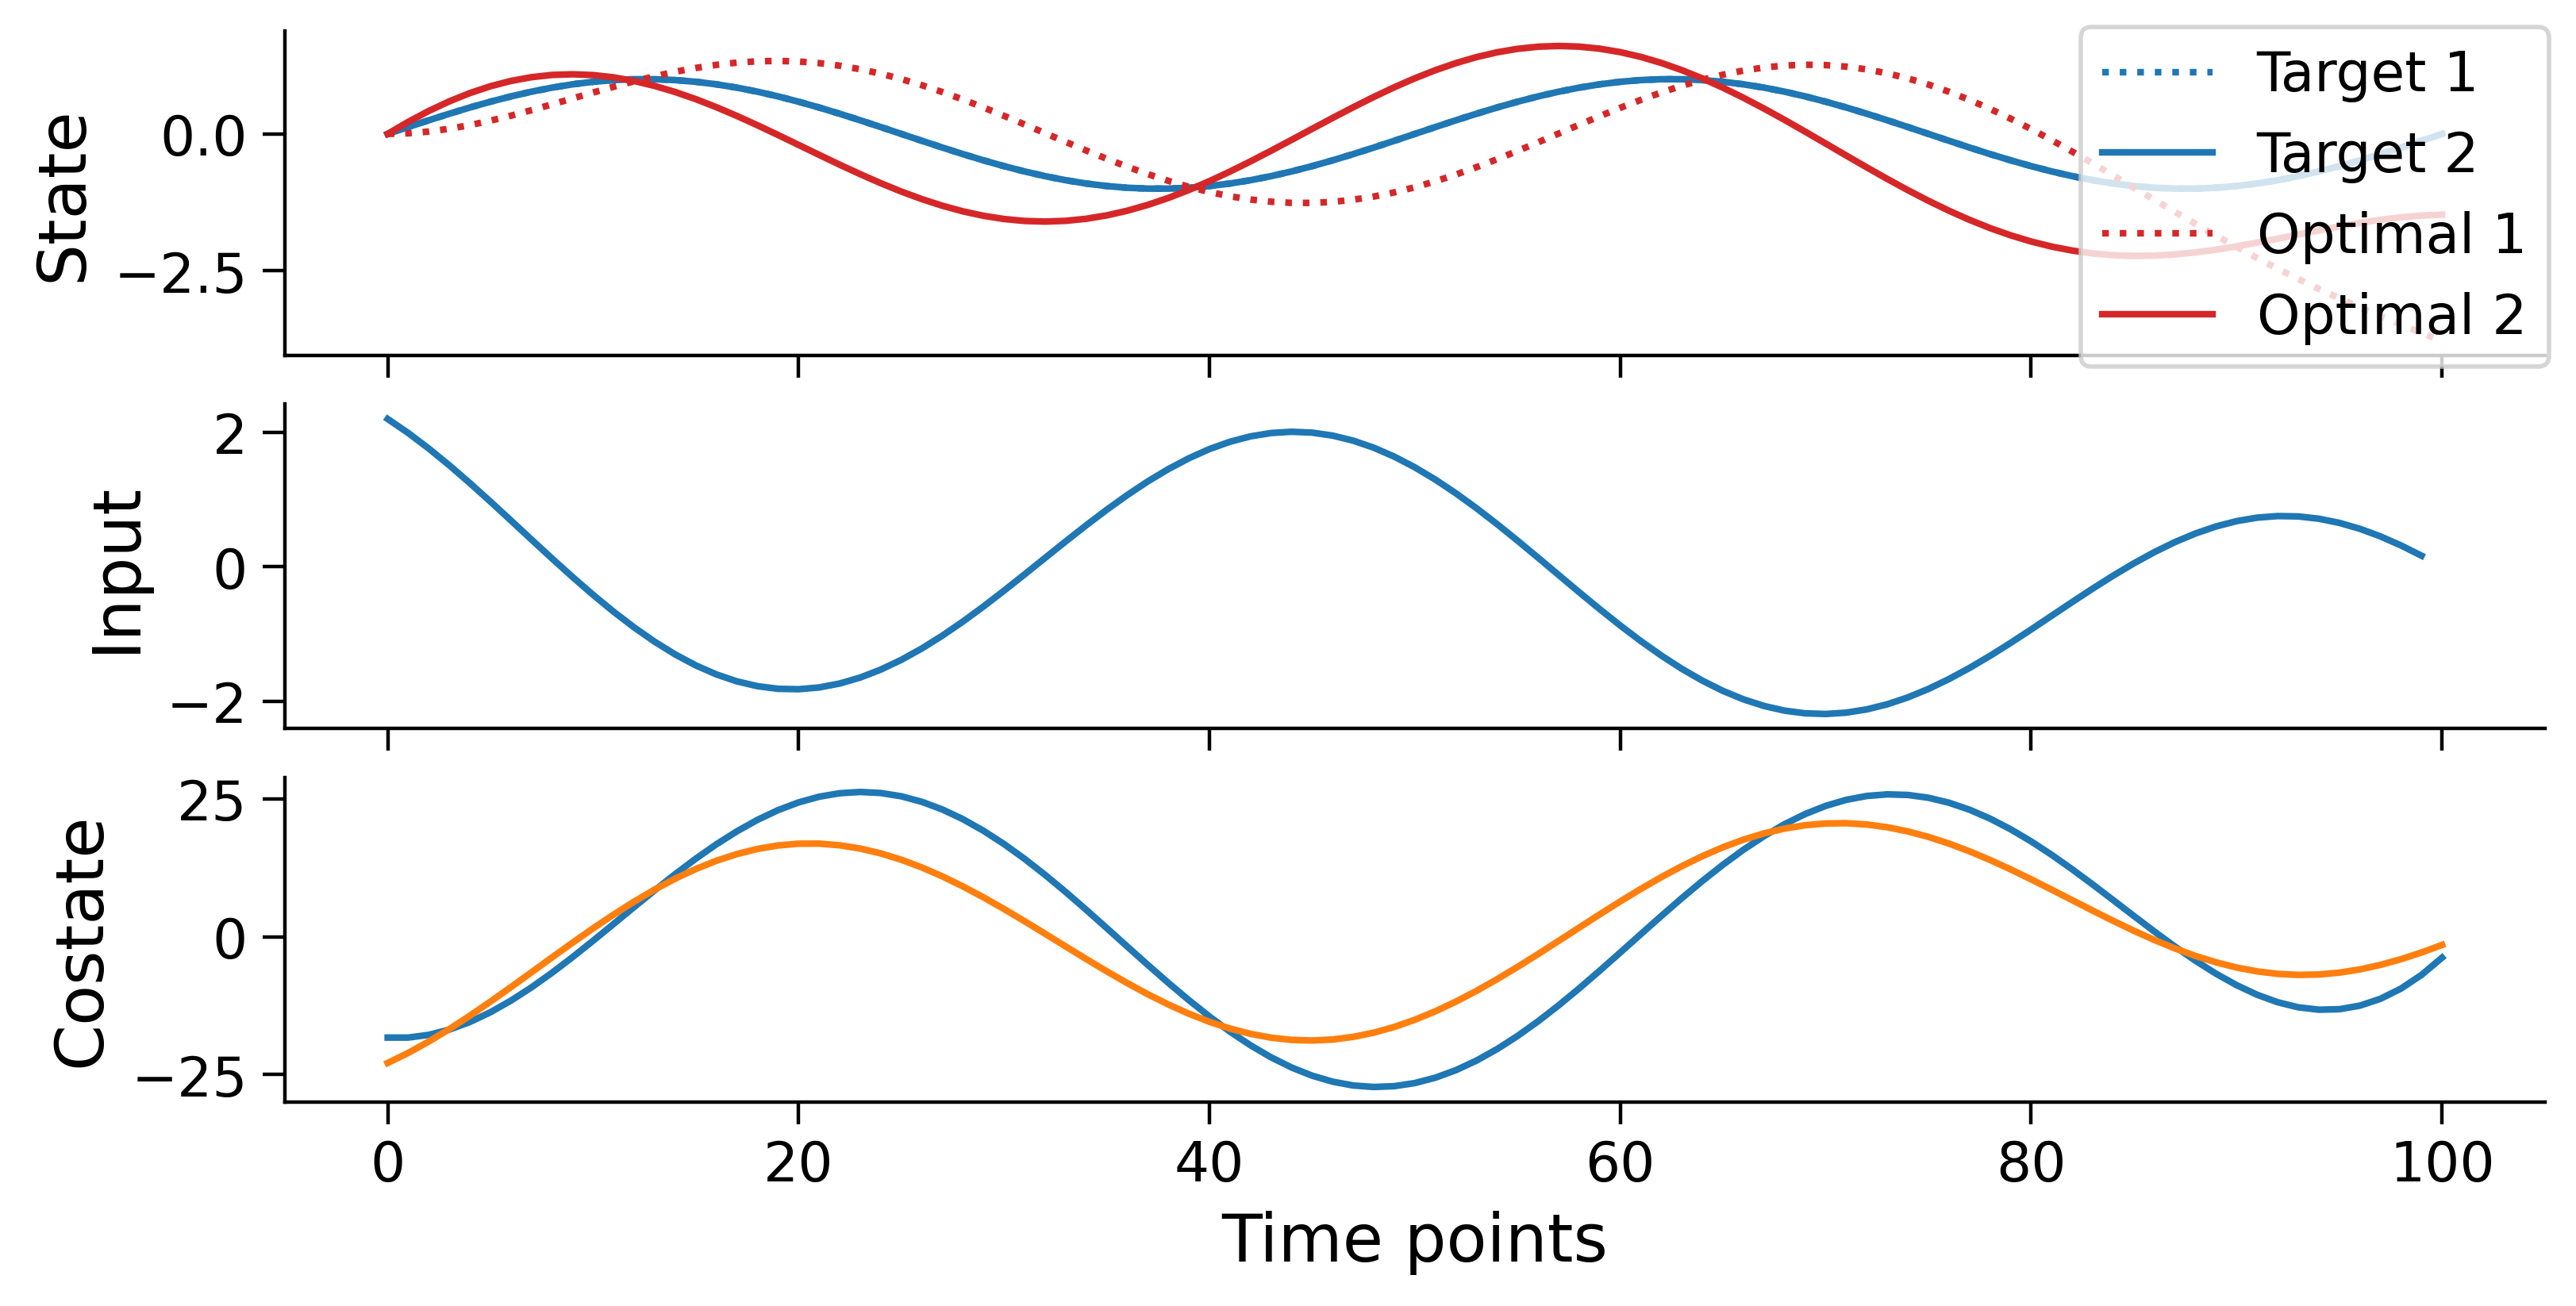 State
0.0
−2.5
Target 1
Target 2
Optimal 1
Optimal 2
Input
2
0
−2
Costate
25
0
−25
0 20 40 60 80 100
Time points